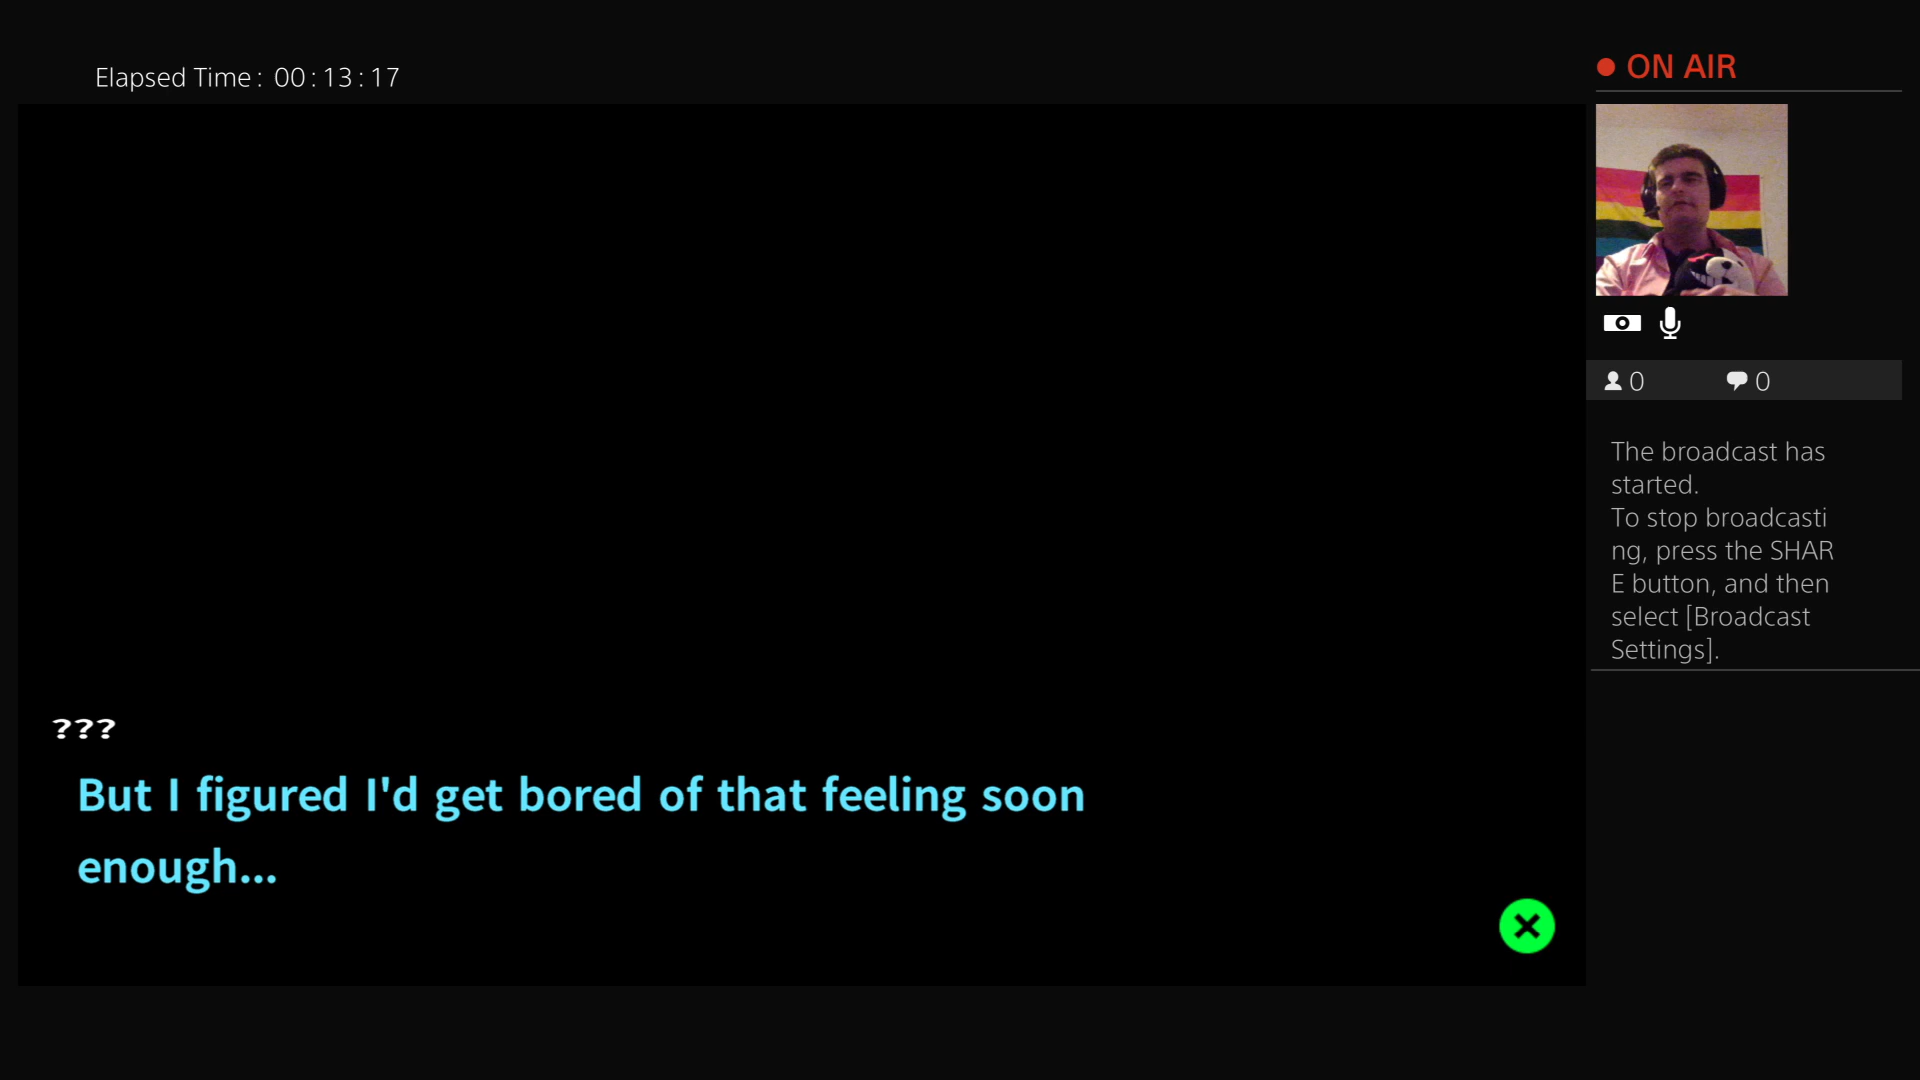 Elapsed Time : 00 : 13 : 17
ON AIR
0 0
The broadcast has
started.
To stop broadcasti
ng, press the SHAR
E button, and then
select [Broadcast
Settings].
???
But I figured I'd get bored of that feeling soon
enough...